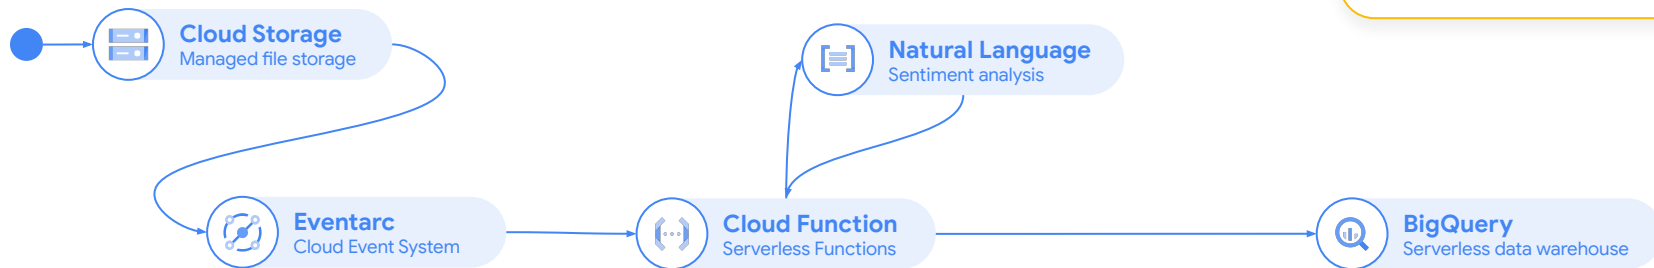 Cloud Storage
Managed file storage
Natural Language
Sentiment analysis
Eventarc
Cloud Event System
Cloud Function
Serverless Functions
BigQuery
Serverless data warehouse